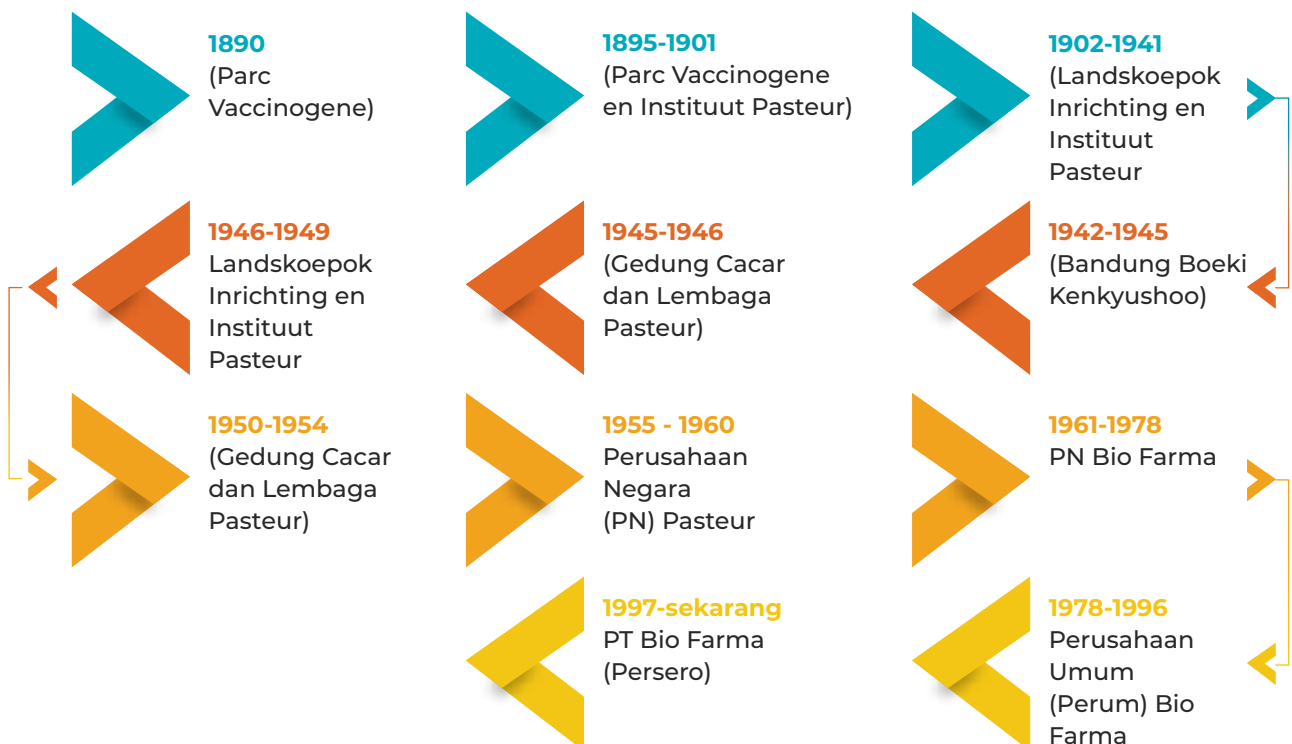 1890
(Parc
Vaccinogene)
1895-1901
(Parc Vaccinogene
en Instituut Pasteur)
1902-1941
(Landskoepok
Inrichting en
Instituut
Pasteur
1942-1945
(Bandung Boeki
Kenkyushoo)
1945-1946
(Gedung Cacar
dan Lembaga
Pasteur)
1946-1949
Landskoepok
Inrichting en
Instituut
Pasteur
1950-1954
(Gedung Cacar
dan Lembaga
Pasteur)
1955 - 1960
Perusahaan
Negara
(PN) Pasteur
1961-1978
PN Bio Farma
1978-1996
Perusahaan
Umum
(Perum) Bio
Farma
1997-sekarang
PT Bio Farma
(Persero)